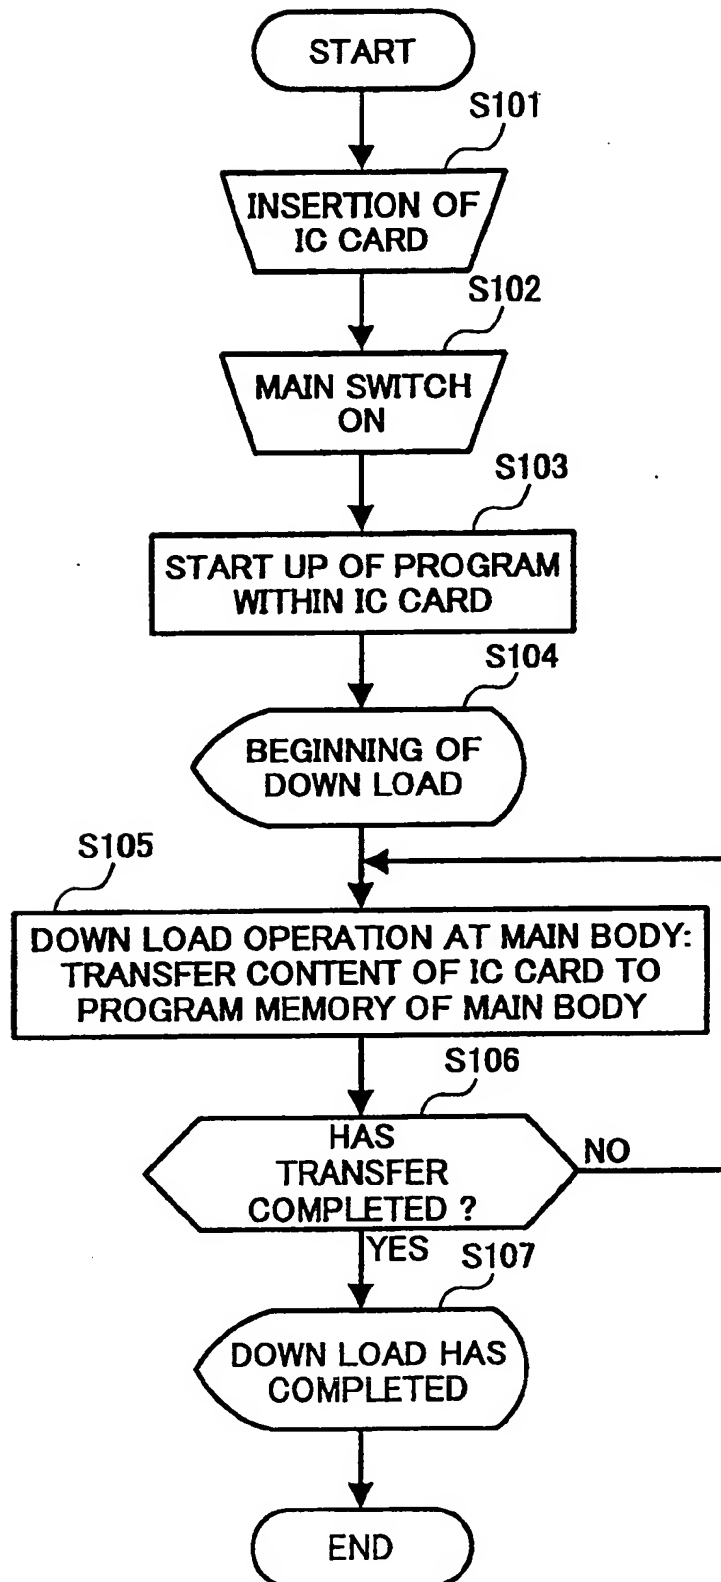 START
S101
INSERTION OF
IC CARD
S102
MAIN SWITCH
ON
S103
START UP OF PROGRAM
WITHIN IC CARD
S104
BEGINNING OF
DOWN LOAD
S105
DOWN LOAD OPERATION AT MAIN BODY:
TRANSFER CONTENT OF IC CARD TO
PROGRAM MEMORY OF MAIN BODY
S106
HAS
TRANSFER
COMPLETED ?
NO
YES
S107
DOWN LOAD HAS
COMPLETED
END